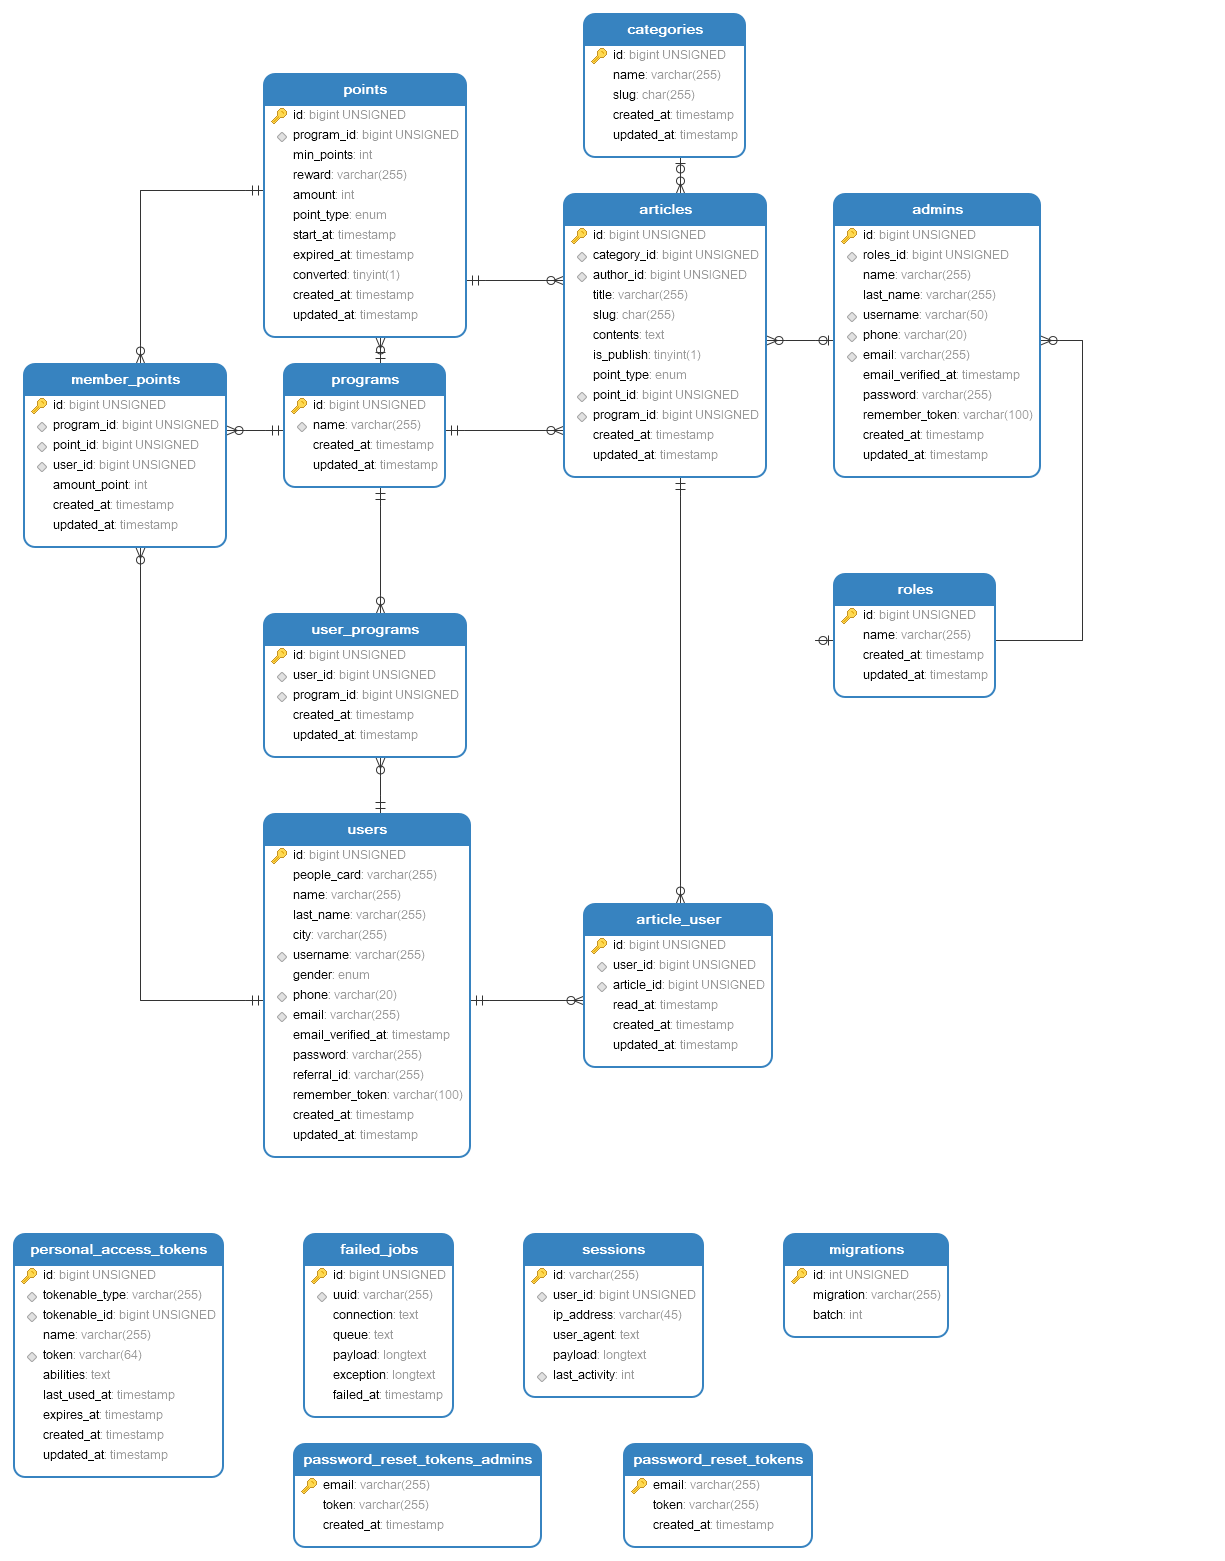 categories
id: bigint UNSIGNED
name: varchar(255)
slug: char(255)
created_at: timestamp
updated_at: timestamp
points
id: bigint UNSIGNED
program_id: bigint UNSIGNED
min_points: int
reward: varchar(255)
amount: int
point_type: enum
start_at: timestamp
expired_at: timestamp
converted: tinyint(1)
created_at: timestamp
updated_at: timestamp
articles
id: bigint UNSIGNED
category_id: bigint UNSIGNED
author_id: bigint UNSIGNED
title: varchar(255)
slug: char(255)
contents: text
is_publish: tinyint(1)
point_type: enum
point_id: bigint UNSIGNED
program_id: bigint UNSIGNED
created_at: timestamp
updated_at: timestamp
admins
id: bigint UNSIGNED
roles_id: bigint UNSIGNED
name: varchar(255)
last_name: varchar(255)
username: varchar(50)
phone: varchar(20)
email: varchar(255)
email_verified_at: timestamp
password: varchar(255)
remember_token: varchar(100)
created_at: timestamp
updated_at: timestamp
member_points
id: bigint UNSIGNED
program_id: bigint UNSIGNED
point_id: bigint UNSIGNED
user_id: bigint UNSIGNED
amount_point: int
created_at: timestamp
updated_at: timestamp
programs
id: bigint UNSIGNED
name: varchar(255)
created_at: timestamp
updated_at: timestamp
roles
id: bigint UNSIGNED
name: varchar(255)
created_at: timestamp
updated_at: timestamp
user_programs
id: bigint UNSIGNED
user_id: bigint UNSIGNED
program_id: bigint UNSIGNED
created_at: timestamp
updated_at: timestamp
users
id: bigint UNSIGNED
people_card: varchar(255)
name: varchar(255)
last_name: varchar(255)
city: varchar(255)
username: varchar(255)
gender: enum
phone: varchar(20)
email: varchar(255)
email_verified_at: timestamp
password: varchar(255)
referral_id: varchar(255)
remember_token: varchar(100)
created_at: timestamp
updated_at: timestamp
article_user
id: bigint UNSIGNED
user_id: bigint UNSIGNED
article_id: bigint UNSIGNED
read_at: timestamp
created_at: timestamp
updated_at: timestamp
personal_access_tokens
id: bigint UNSIGNED
tokenable_type: varchar(255)
tokenable_id: bigint UNSIGNED
name: varchar(255)
token: varchar(64)
abilities: text
last_used_at: timestamp
expires_at: timestamp
created_at: timestamp
updated_at: timestamp
failed_jobs
id: bigint UNSIGNED
uuid: varchar(255)
connection: text
queue: text
payload: longtext
exception: longtext
failed_at: timestamp
sessions
id: varchar(255)
user_id: bigint UNSIGNED
ip_address: varchar(45)
user_agent: text
payload: longtext
last_activity: int
migrations
id: int UNSIGNED
migration: varchar(255)
batch: int
password_reset_tokens_admins
email: varchar(255)
token: varchar(255)
created_at: timestamp
password_reset_tokens
email: varchar(255)
token: varchar(255)
created_at: timestamp